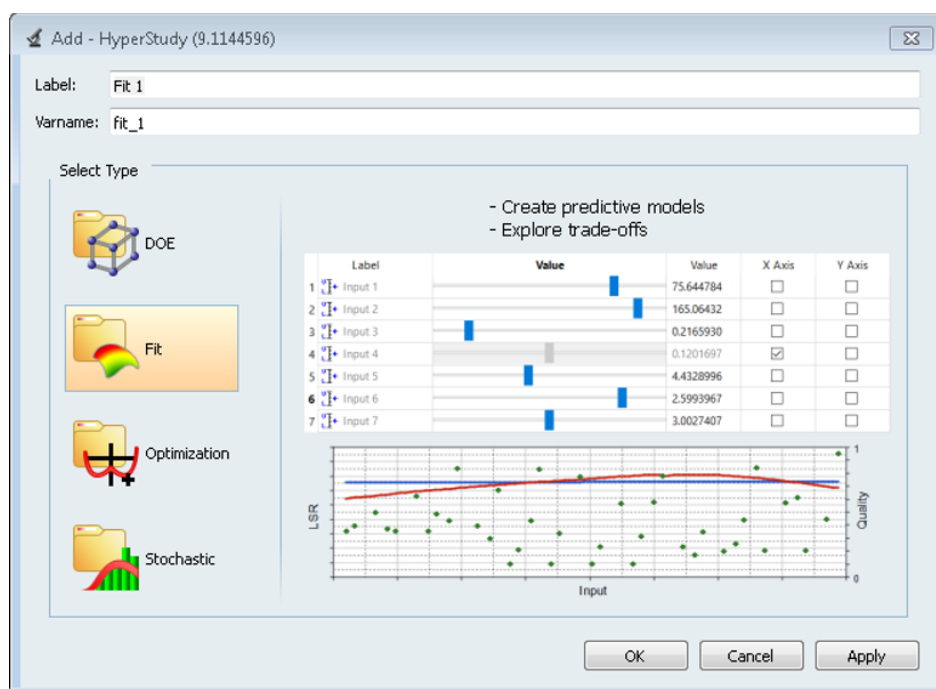 Add - HyperStudy (9.1144596)
Label: Fit 1
Varname: fit_1
Select Type
DOE
Fit
Optimization
Stochastic
- Create predictive models
- Explore trade-offs
Label Value Value X Axis Y Axis
1 Input 1 75.644784
2 Input 2 165.06432
3 Input 3 0.2165930
4 Input 4 0.1201697
5 Input 5 4.4328996
6 Input 6 2.5993967
7 Input 7 3.0027407
LSR
1
Quality
0
Input
OK Cancel Apply